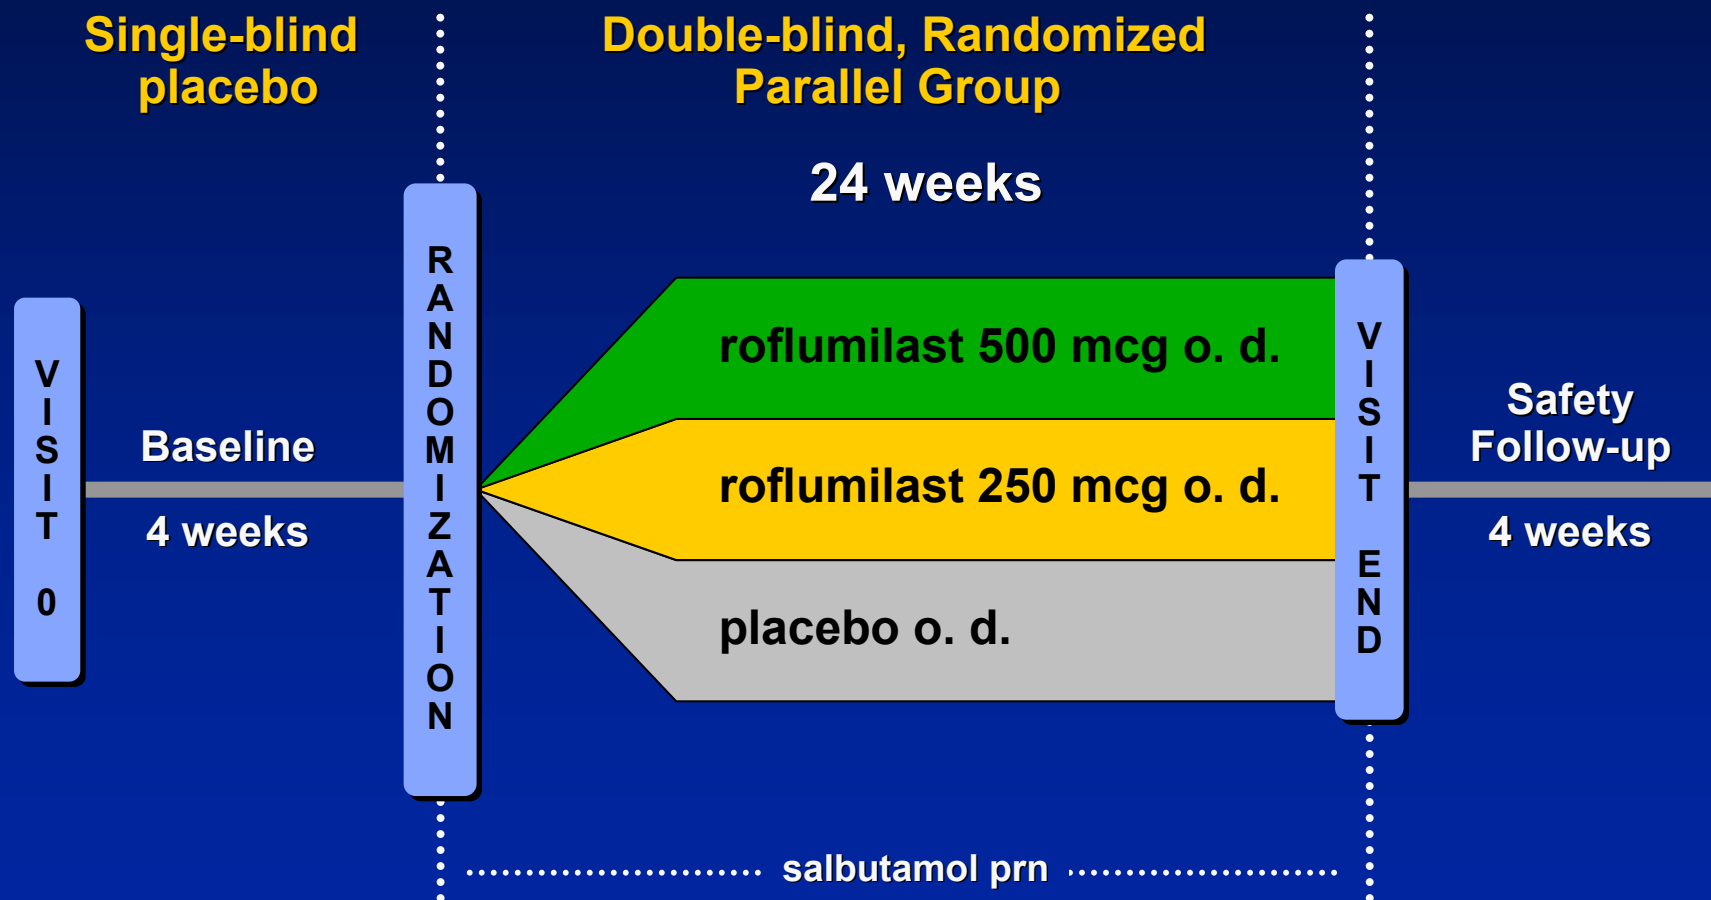 Single-blind
placebo
Double-blind, Randomized
Parallel Group
24 weeks
VISIT 0
Baseline
4 weeks
RANDOMIZATION
roflumilast 500 mcg o. d.
roflumilast 250 mcg o. d.
placebo o. d.
VISIT END
Safety
Follow-up
4 weeks
salbutamol prn